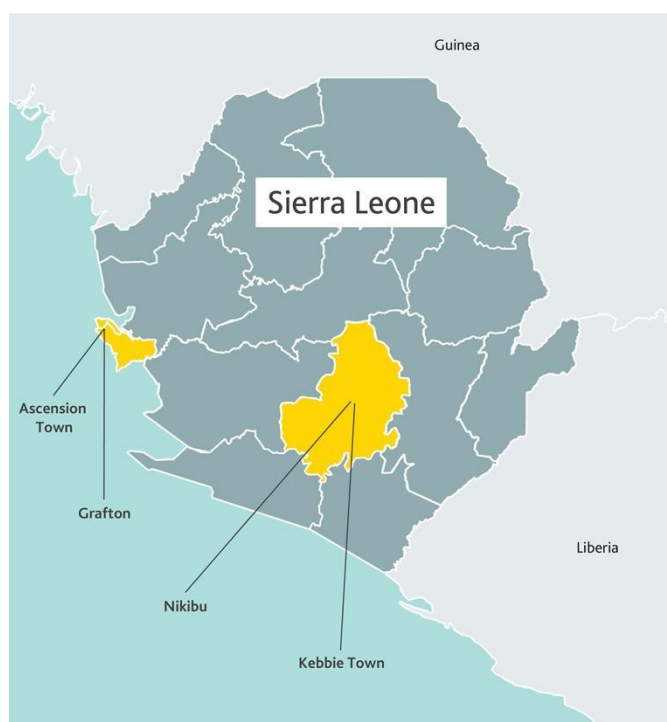 Guinea
Sierra Leone
Ascension
Town
Grafton
Liberia
Nikibu
Kebbie Town